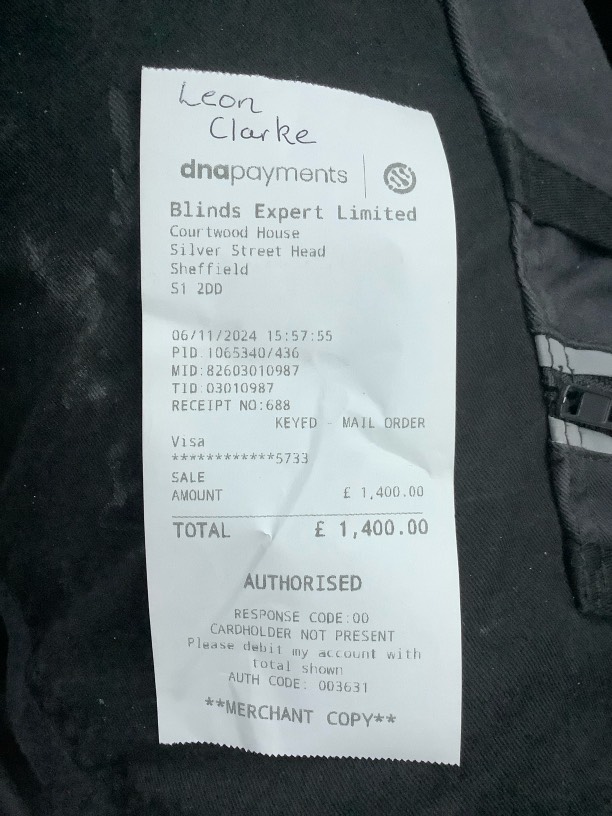 Leon
Clarke
dnapayments
Blinds Expert Limited
Courtwood House
Silver Street Head
Sheffield
S1 2DD
06/11/2024 15:57:55
PID:1065340/436
MID:82603010987
TID:03010987
RECEIPT NO:688
KEYED - MAIL ORDER
Visa
************5733
SALE
AMOUNT £ 1,400.00
TOTAL £ 1,400.00
AUTHORISED
RESPONSE CODE:00
CARDHOLDER NOT PRESENT
Please debit my account with
total shown
AUTH CODE: 003631
**MERCHANT COPY**